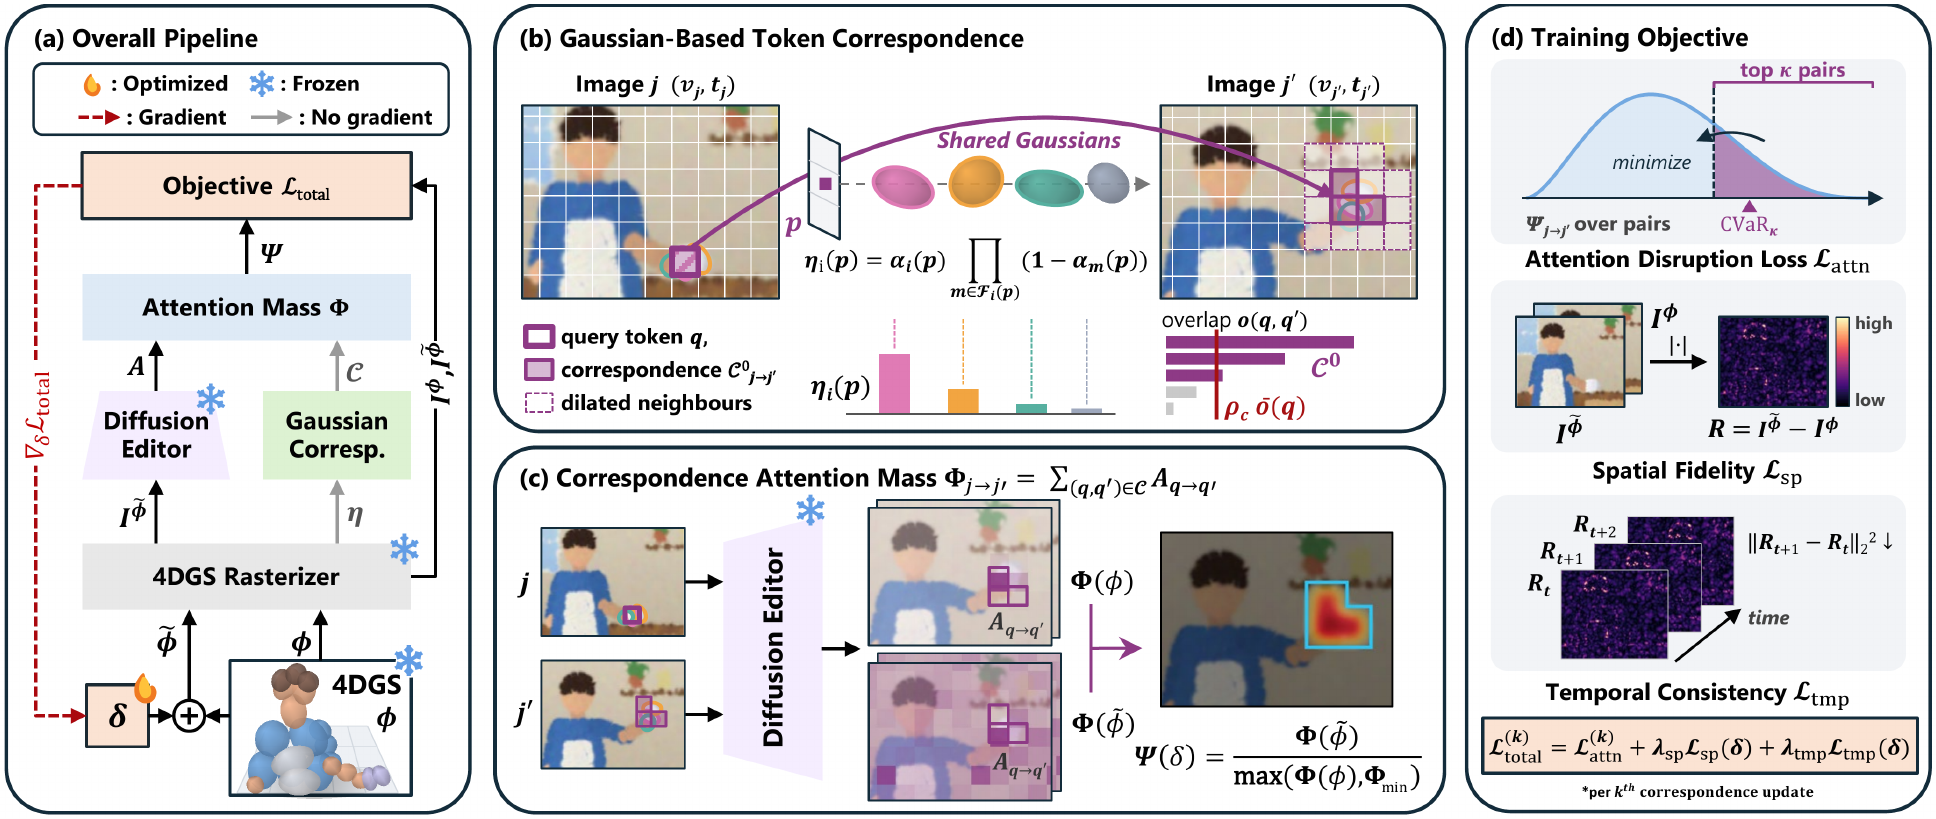 (a) Overall Pipeline
: Optimized
: Frozen
: Gradient
: No gradient
Objective ℒtotal
Ψ
Attention Mass Φ
A
𝒞
Iᵠ, I^ϕ̃
∇δℒtotal
Diffusion
Editor
Gaussian
Corresp.
I^ϕ̃
η
4DGS Rasterizer
ϕ̃
ϕ
δ
+
4DGS
ϕ
(b) Gaussian-Based Token Correspondence
Image j (vj, tj)
Image j′ (vj′, tj′)
Shared Gaussians
p
ηi(p) = αi(p) ∏m∈ℱi(p) (1 − αm(p))
query token q,
correspondence 𝒞⁰j→j′
dilated neighbours
ηi(p)
overlap o(q, q′)
𝒞⁰
ρc ō(q)
(c) Correspondence Attention Mass Φj→j′ = ∑(q,q′)∈𝒞 Aq→q′
j
j′
Diffusion Editor
Aq→q′
Aq→q′
Φ(ϕ)
Φ(ϕ̃)
Ψ(δ) = Φ(ϕ̃) / max(Φ(ϕ),Φmin)
(d) Training Objective
top κ pairs
minimize
Ψj→j′ over pairs
CVaRκ
Attention Disruption Loss ℒattn
I^ϕ
|·|
high
low
I^ϕ̃
R = I^ϕ̃ − I^ϕ
Spatial Fidelity ℒsp
Rt+2
Rt+1
Rt
‖Rt+1 − Rt‖₂² ↓
time
Temporal Consistency ℒtmp
ℒtotal^(k) = ℒattn^(k) + λspℒsp(δ) + λtmpℒtmp(δ)
*per kᵗʰ correspondence update